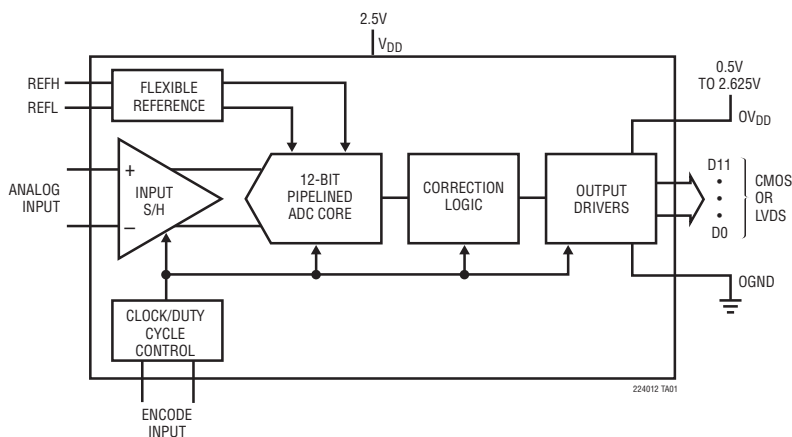 2.5V
VDD
0.5V
TO 2.625V
OVDD
REFH
REFL
FLEXIBLE
REFERENCE
ANALOG
INPUT
+
−
INPUT
S/H
12-BIT
PIPELINED
ADC CORE
CORRECTION
LOGIC
OUTPUT
DRIVERS
D11
•
•
•
D0
CMOS
OR
LVDS
OGND
CLOCK/DUTY
CYCLE
CONTROL
224012 TA01
ENCODE
INPUT